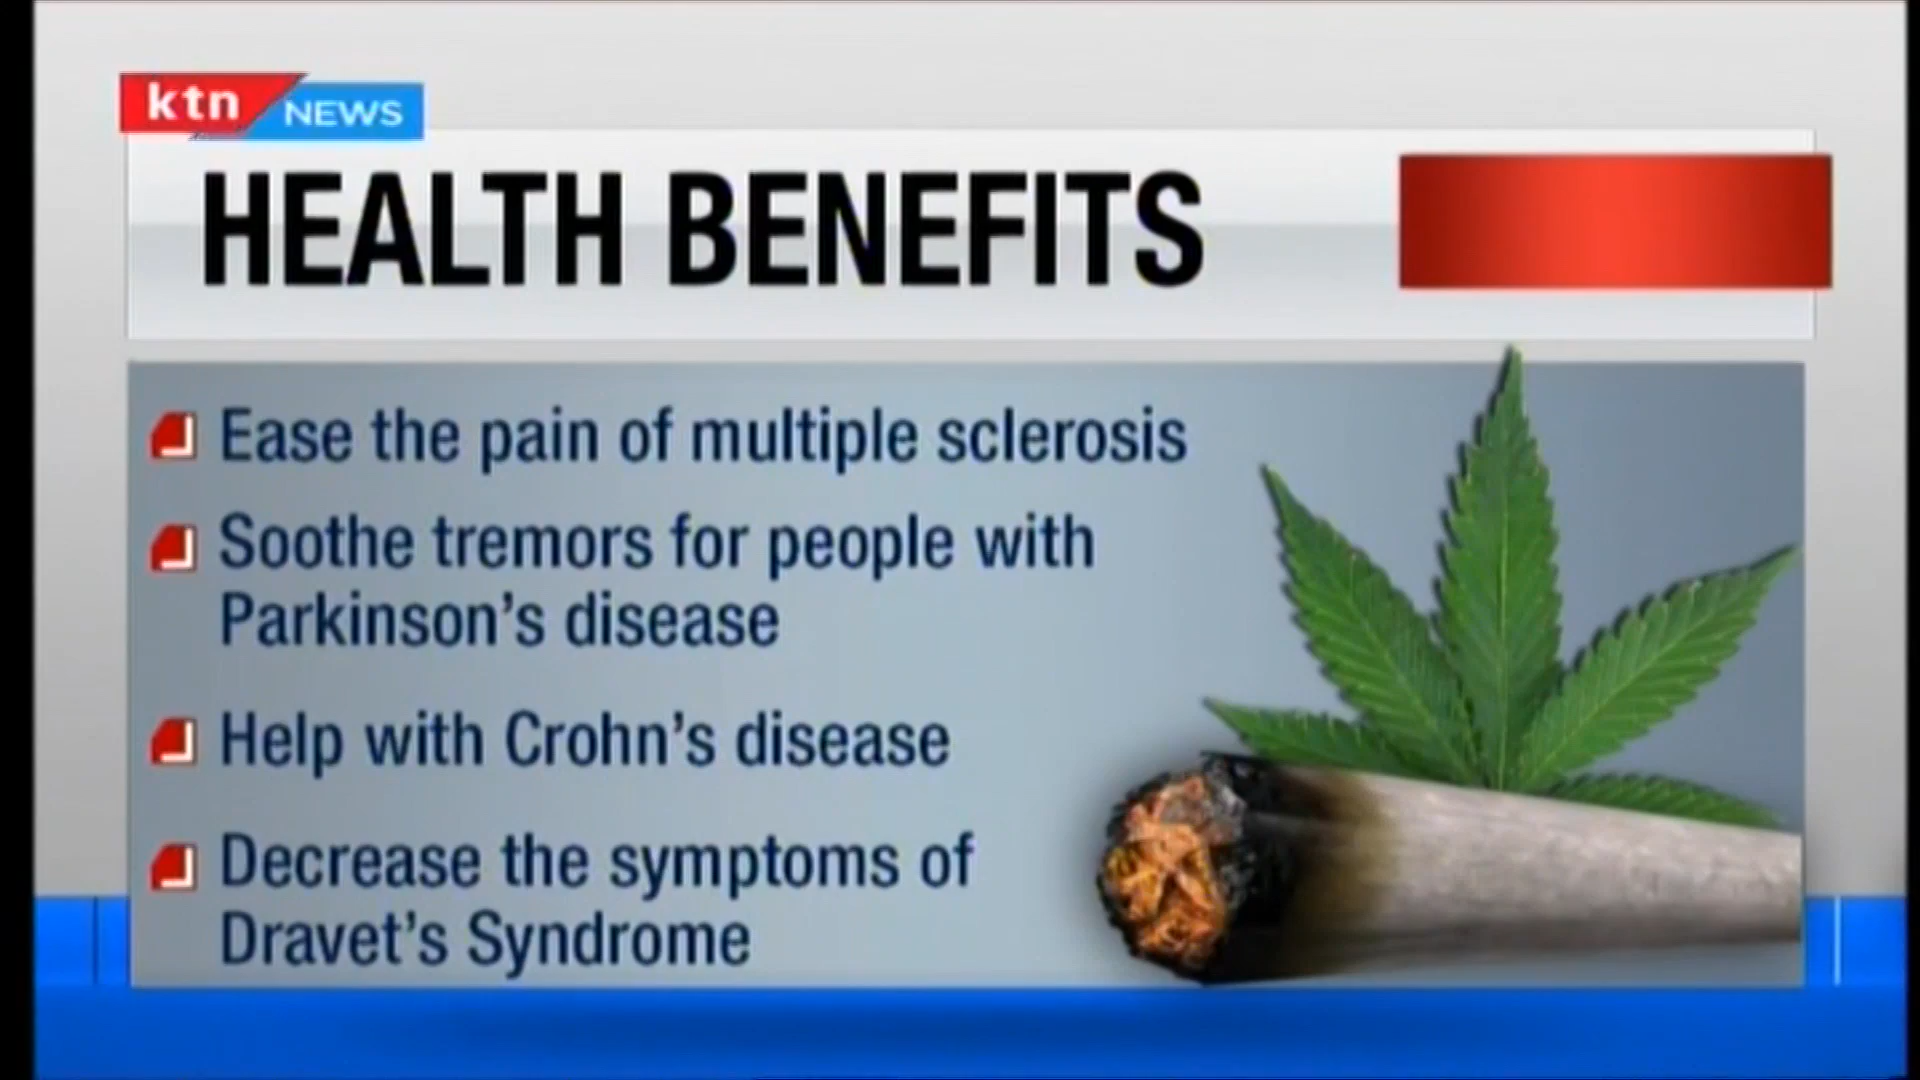 ktn NEWS
HEALTH BENEFITS
Ease the pain of multiple sclerosis
Soothe tremors for people with
Parkinson's disease
Help with Crohn's disease
Decrease the symptoms of
Dravet's Syndrome